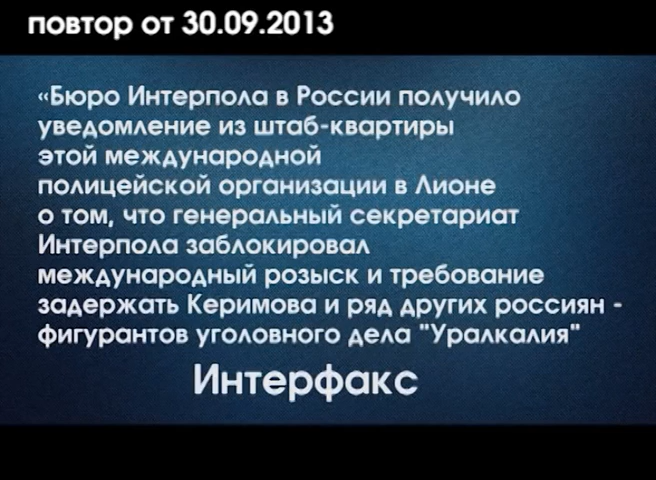 повтор от 30.09.2013
«Бюро Интерпола в России получило
уведомление из штаб-квартиры
этой международной
полицейской организации в Лионе
о том, что генеральный секретариат
Интерпола заблокировал
международный розыск и требование
задержать Керимова и ряд других россиян -
фигурантов уголовного дела "Уралкалия"
Интерфакс